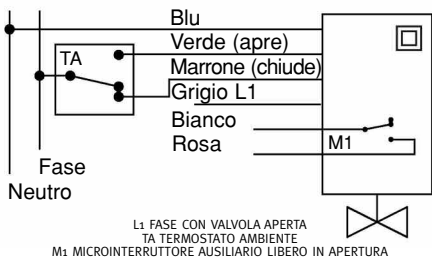 Blu
Verde (apre)
TA
Marrone (chiude)
Grigio L1
Bianco
Rosa
M1
Fase
Neutro
L1 FASE CON VALVOLA APERTA
TA TERMOSTATO AMBIENTE
M1 MICROINTERRUTTORE AUSILIARIO LIBERO IN APERTURA